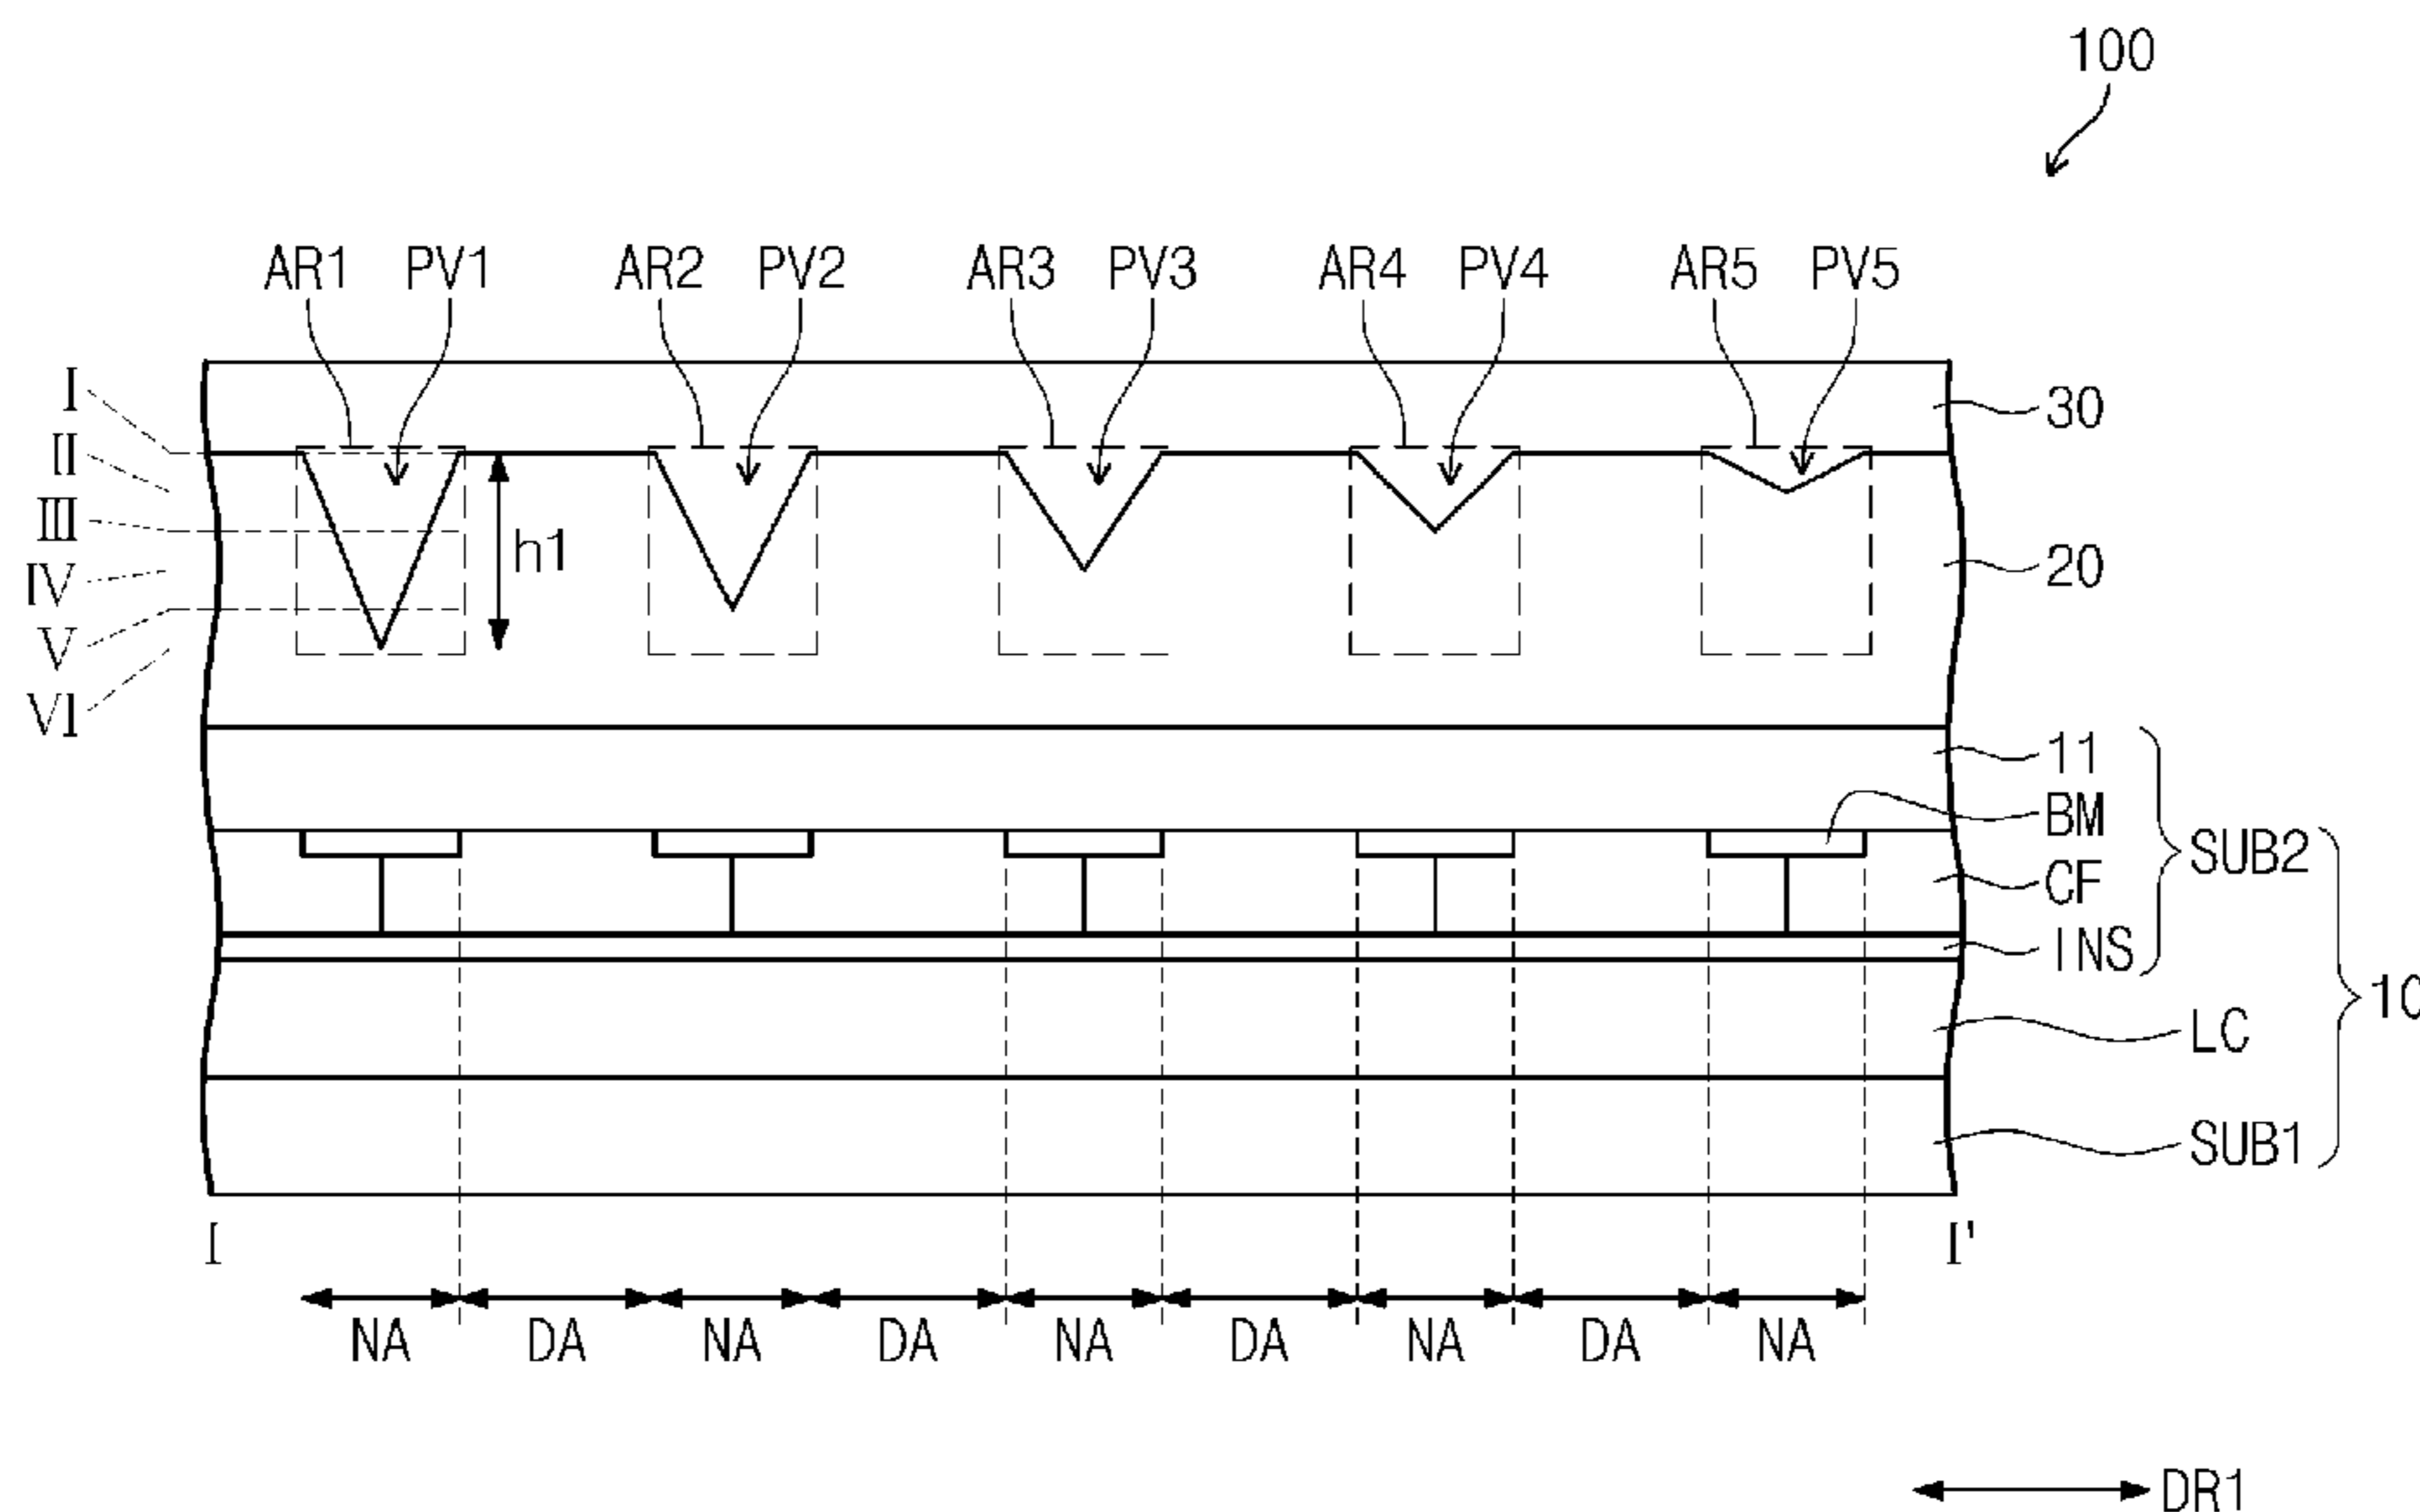 100
AR1 PV1 AR2 PV2 AR3 PV3 AR4 PV4 AR5 PV5
I
II
III
IV
V
VI
h1
30
20
11
BM
CF
INS
SUB2
LC
SUB1
10
I I'
NA DA NA DA NA DA NA DA NA
DR1